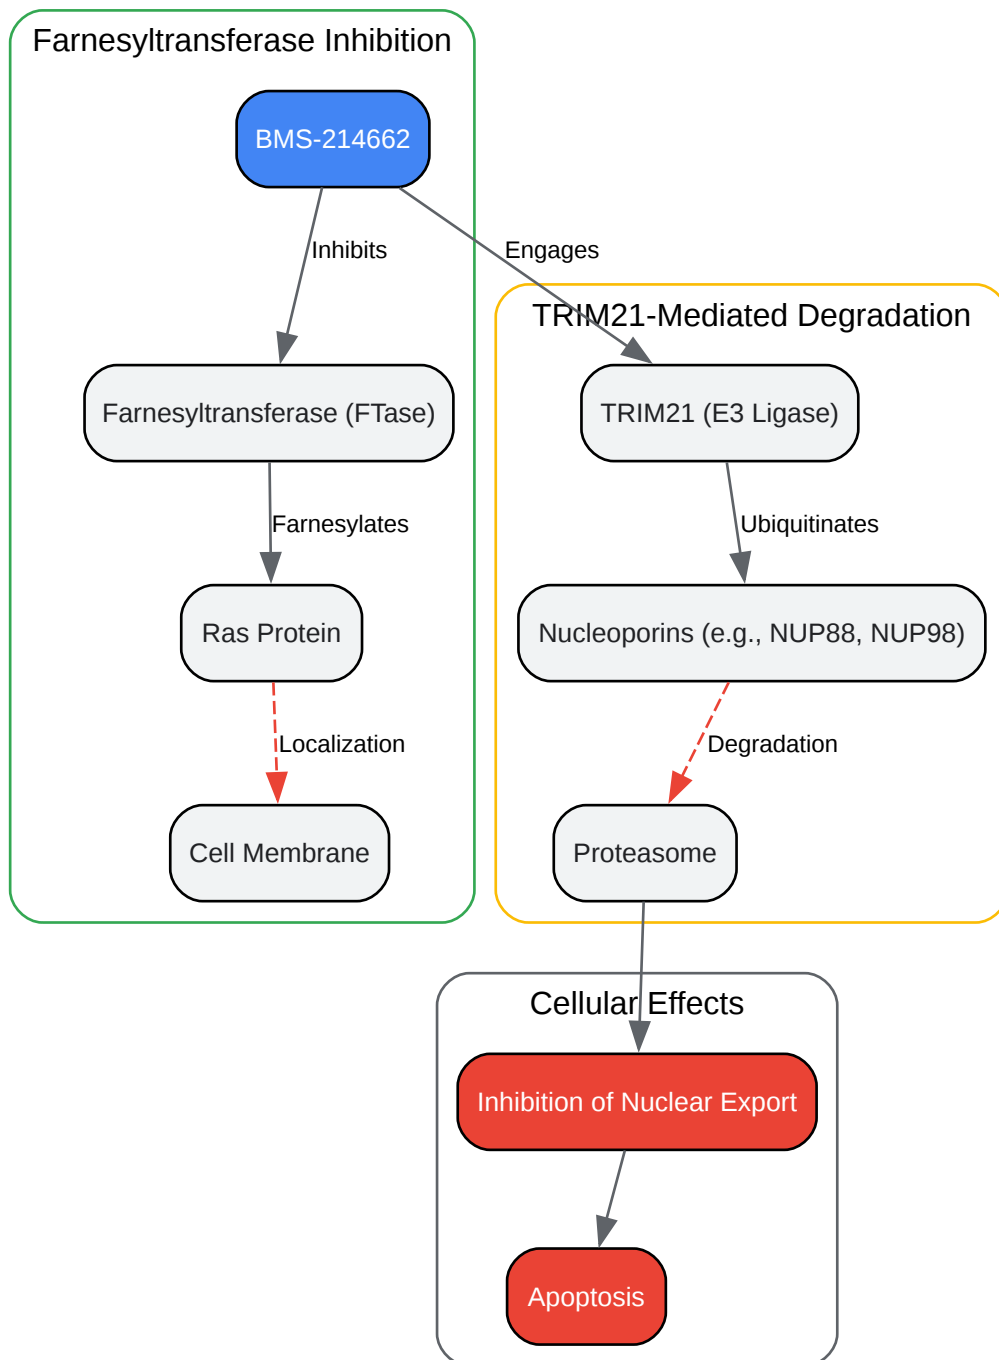 Farnesyltransferase Inhibition
BMS-214662
Inhibits
Engages
TRIM21-Mediated Degradation
Farnesyltransferase (FTase)
TRIM21 (E3 Ligase)
Farnesylates
Ubiquitinates
Ras Protein
Nucleoporins (e.g., NUP88, NUP98)
Localization
Degradation
Cell Membrane
Proteasome
Cellular Effects
Inhibition of Nuclear Export
Apoptosis